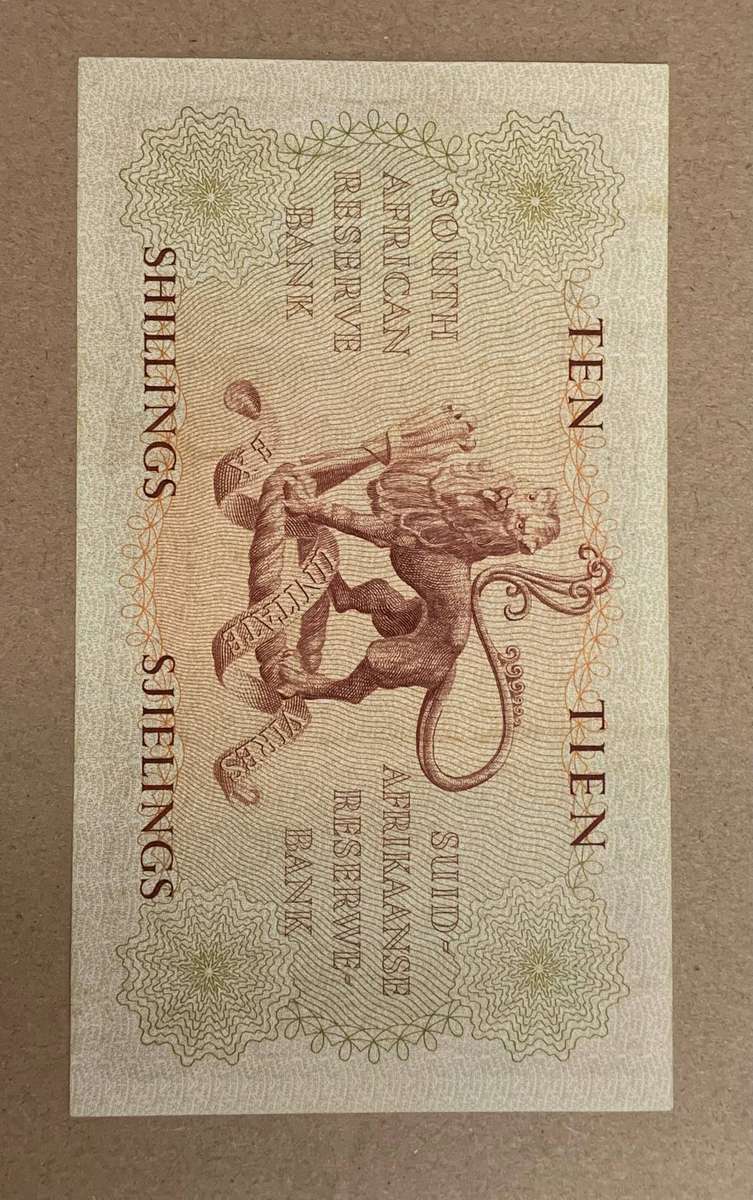 TEN TIEN
SOUTH
AFRICAN
RESERVE
BANK
SUID-
AFRIKAANSE
RESERWE-
BANK
EX UNITATE VIRES
SHILLINGS SJIELINGS